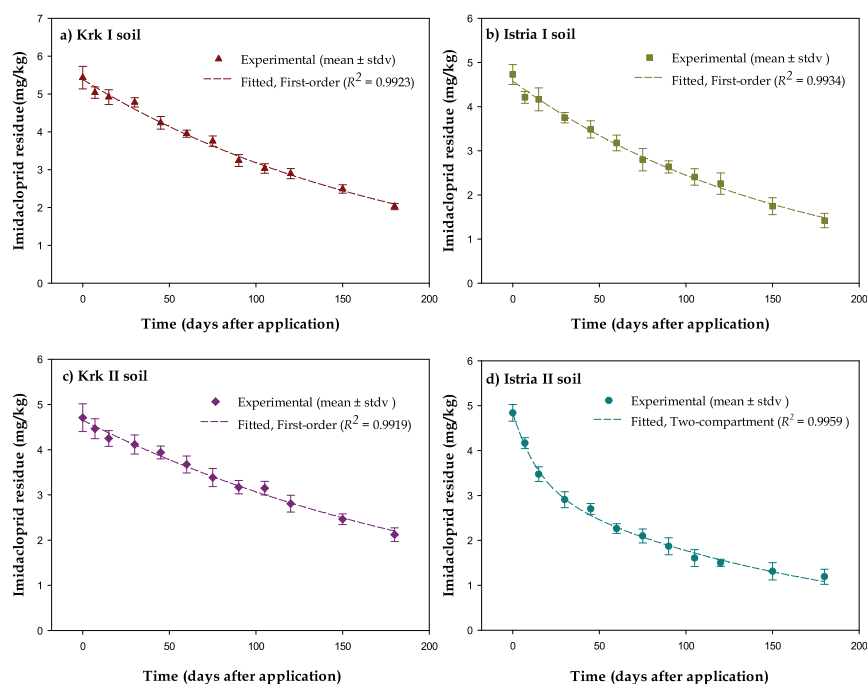 a) Krk I soil
Experimental (mean ± stdv )
Fitted, First-order (R² = 0.9923)
Imidacloprid residue(mg/kg)
7
6
5
4
3
2
1
0
0 50 100 150 200
Time (days after application)
b) Istria I soil
Experimental (mean ± stdv )
Fitted, First-order (R² = 0.9934)
Imidacloprid residue (mg/kg)
6
5
4
3
2
1
0
0 50 100 150 200
Time (days after application)
c) Krk II soil
Experimental (mean ± stdv )
Fitted, First-order (R² = 0.9919)
Imidacloprid residue (mg/kg)
6
5
4
3
2
1
0
0 50 100 150 200
Time (days after application)
d) Istria II soil
Experimental (mean ± stdv )
Fitted, Two-compartment (R² = 0.9959 )
Imidacloprid residue (mg/kg)
6
5
4
3
2
1
0
0 50 100 150 200
Time (days after application)